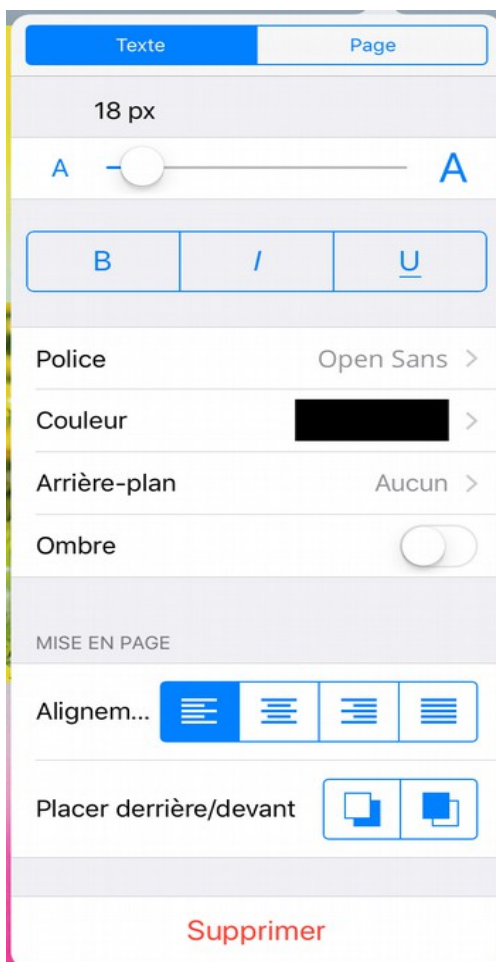 Texte Page
18 px
A A
B I U
Police Open Sans >
Couleur >
Arrière-plan Aucun >
Ombre
MISE EN PAGE
Alignem...
Placer derrière/devant
Supprimer